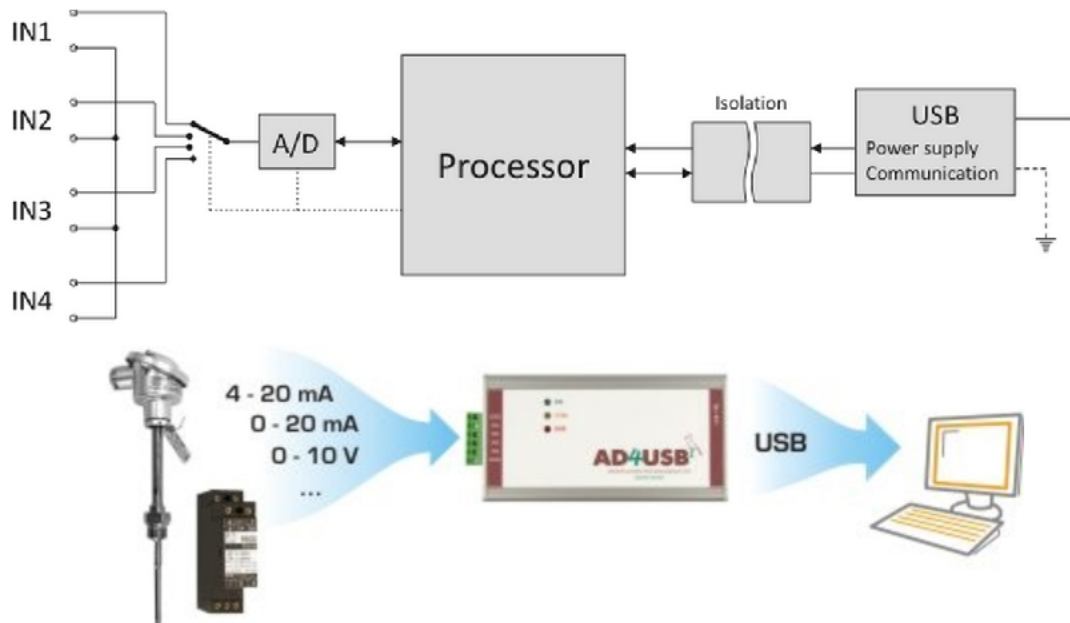 IN1
IN2
IN3
IN4
A/D
Processor
Isolation
USB
Power supply
Communication
4 - 20 mA
0 - 20 mA
0 - 10 V
...
AD4USB
USB